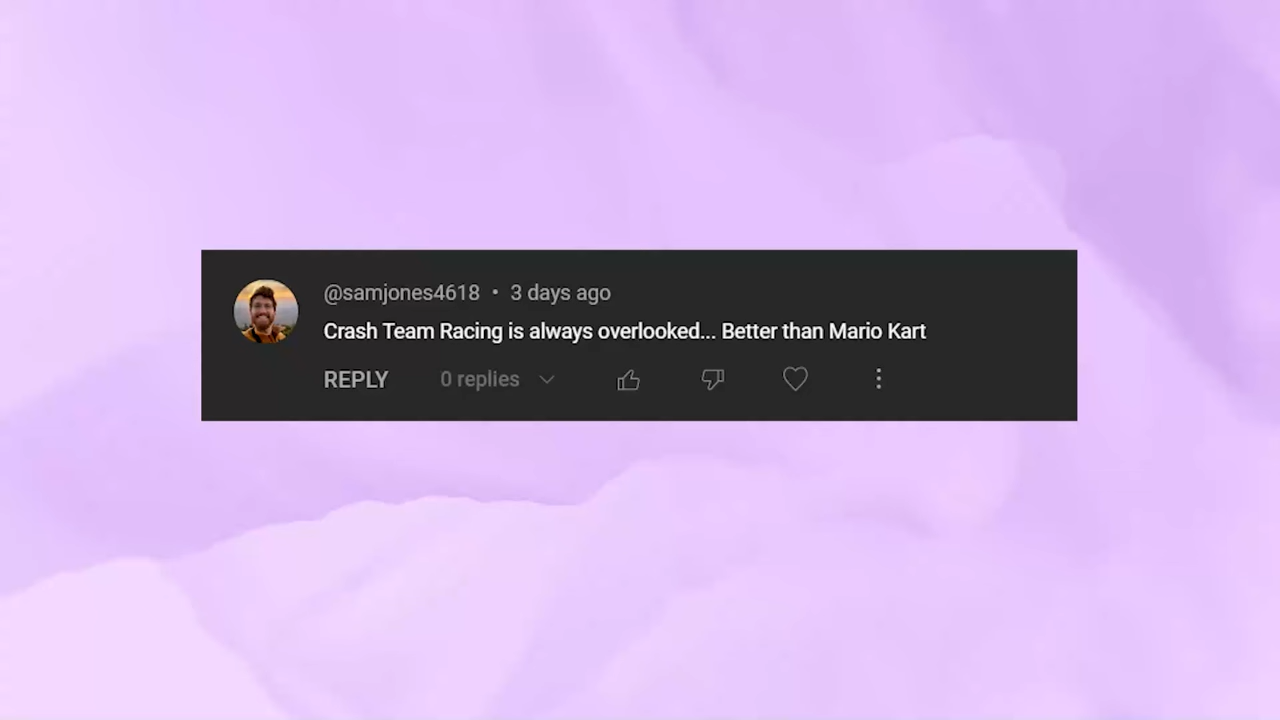 @samjones4618 • 3 days ago
Crash Team Racing is always overlooked... Better than Mario Kart
REPLY 0 replies